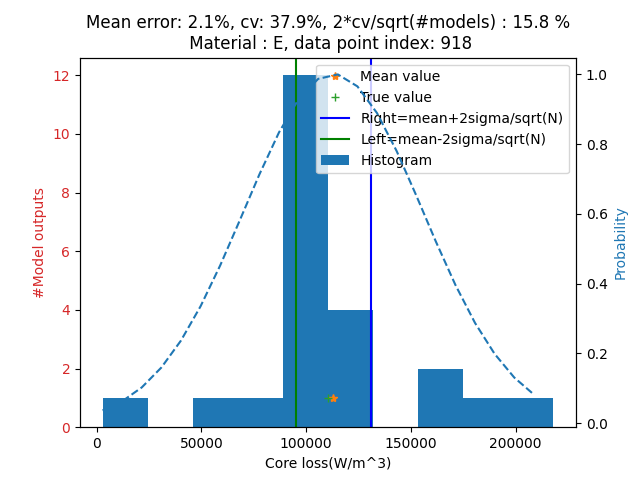 Mean error: 2.1%, cv: 37.9%, 2*cv/sqrt(#models) : 15.8 %
Material : E, data point index: 918
Mean value
True value
Right=mean+2sigma/sqrt(N)
Left=mean-2sigma/sqrt(N)
Histogram
12
10
8
6
4
2
0
#Model outputs
1.0
0.8
0.6
0.4
0.2
0.0
Probability
0
50000
100000
150000
200000
Core loss(W/m^3)